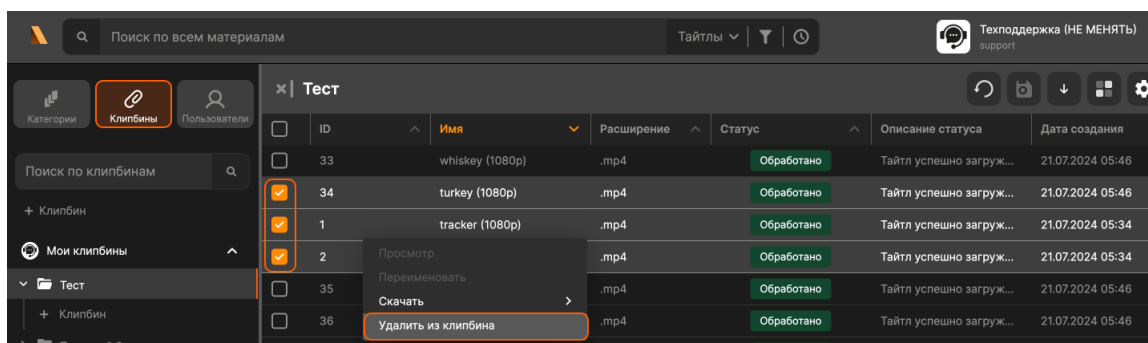 Поиск по всем материалам
Тайтлы
Техподдержка (НЕ МЕНЯТЬ)
support
Категории
Клипбины
Пользователи
Поиск по клипбинам
+ Клипбин
Мои клипбины
Тест
+ Клипбин
Тест
ID Имя Расширение Статус Описание статуса Дата создания
33 whiskey (1080p) .mp4 Обработано Тайтл успешно загруж... 21.07.2024 05:46
34 turkey (1080p) .mp4 Обработано Тайтл успешно загруж... 21.07.2024 05:46
1 tracker (1080p) .mp4 Обработано Тайтл успешно загруж... 21.07.2024 05:34
2 .mp4 Обработано Тайтл успешно загруж... 21.07.2024 05:34
35 .mp4 Обработано Тайтл успешно загруж... 21.07.2024 05:46
36 .mp4 Обработано Тайтл успешно загруж... 21.07.2024 05:46
Просмотр
Переименовать
Скачать
Удалить из клипбина